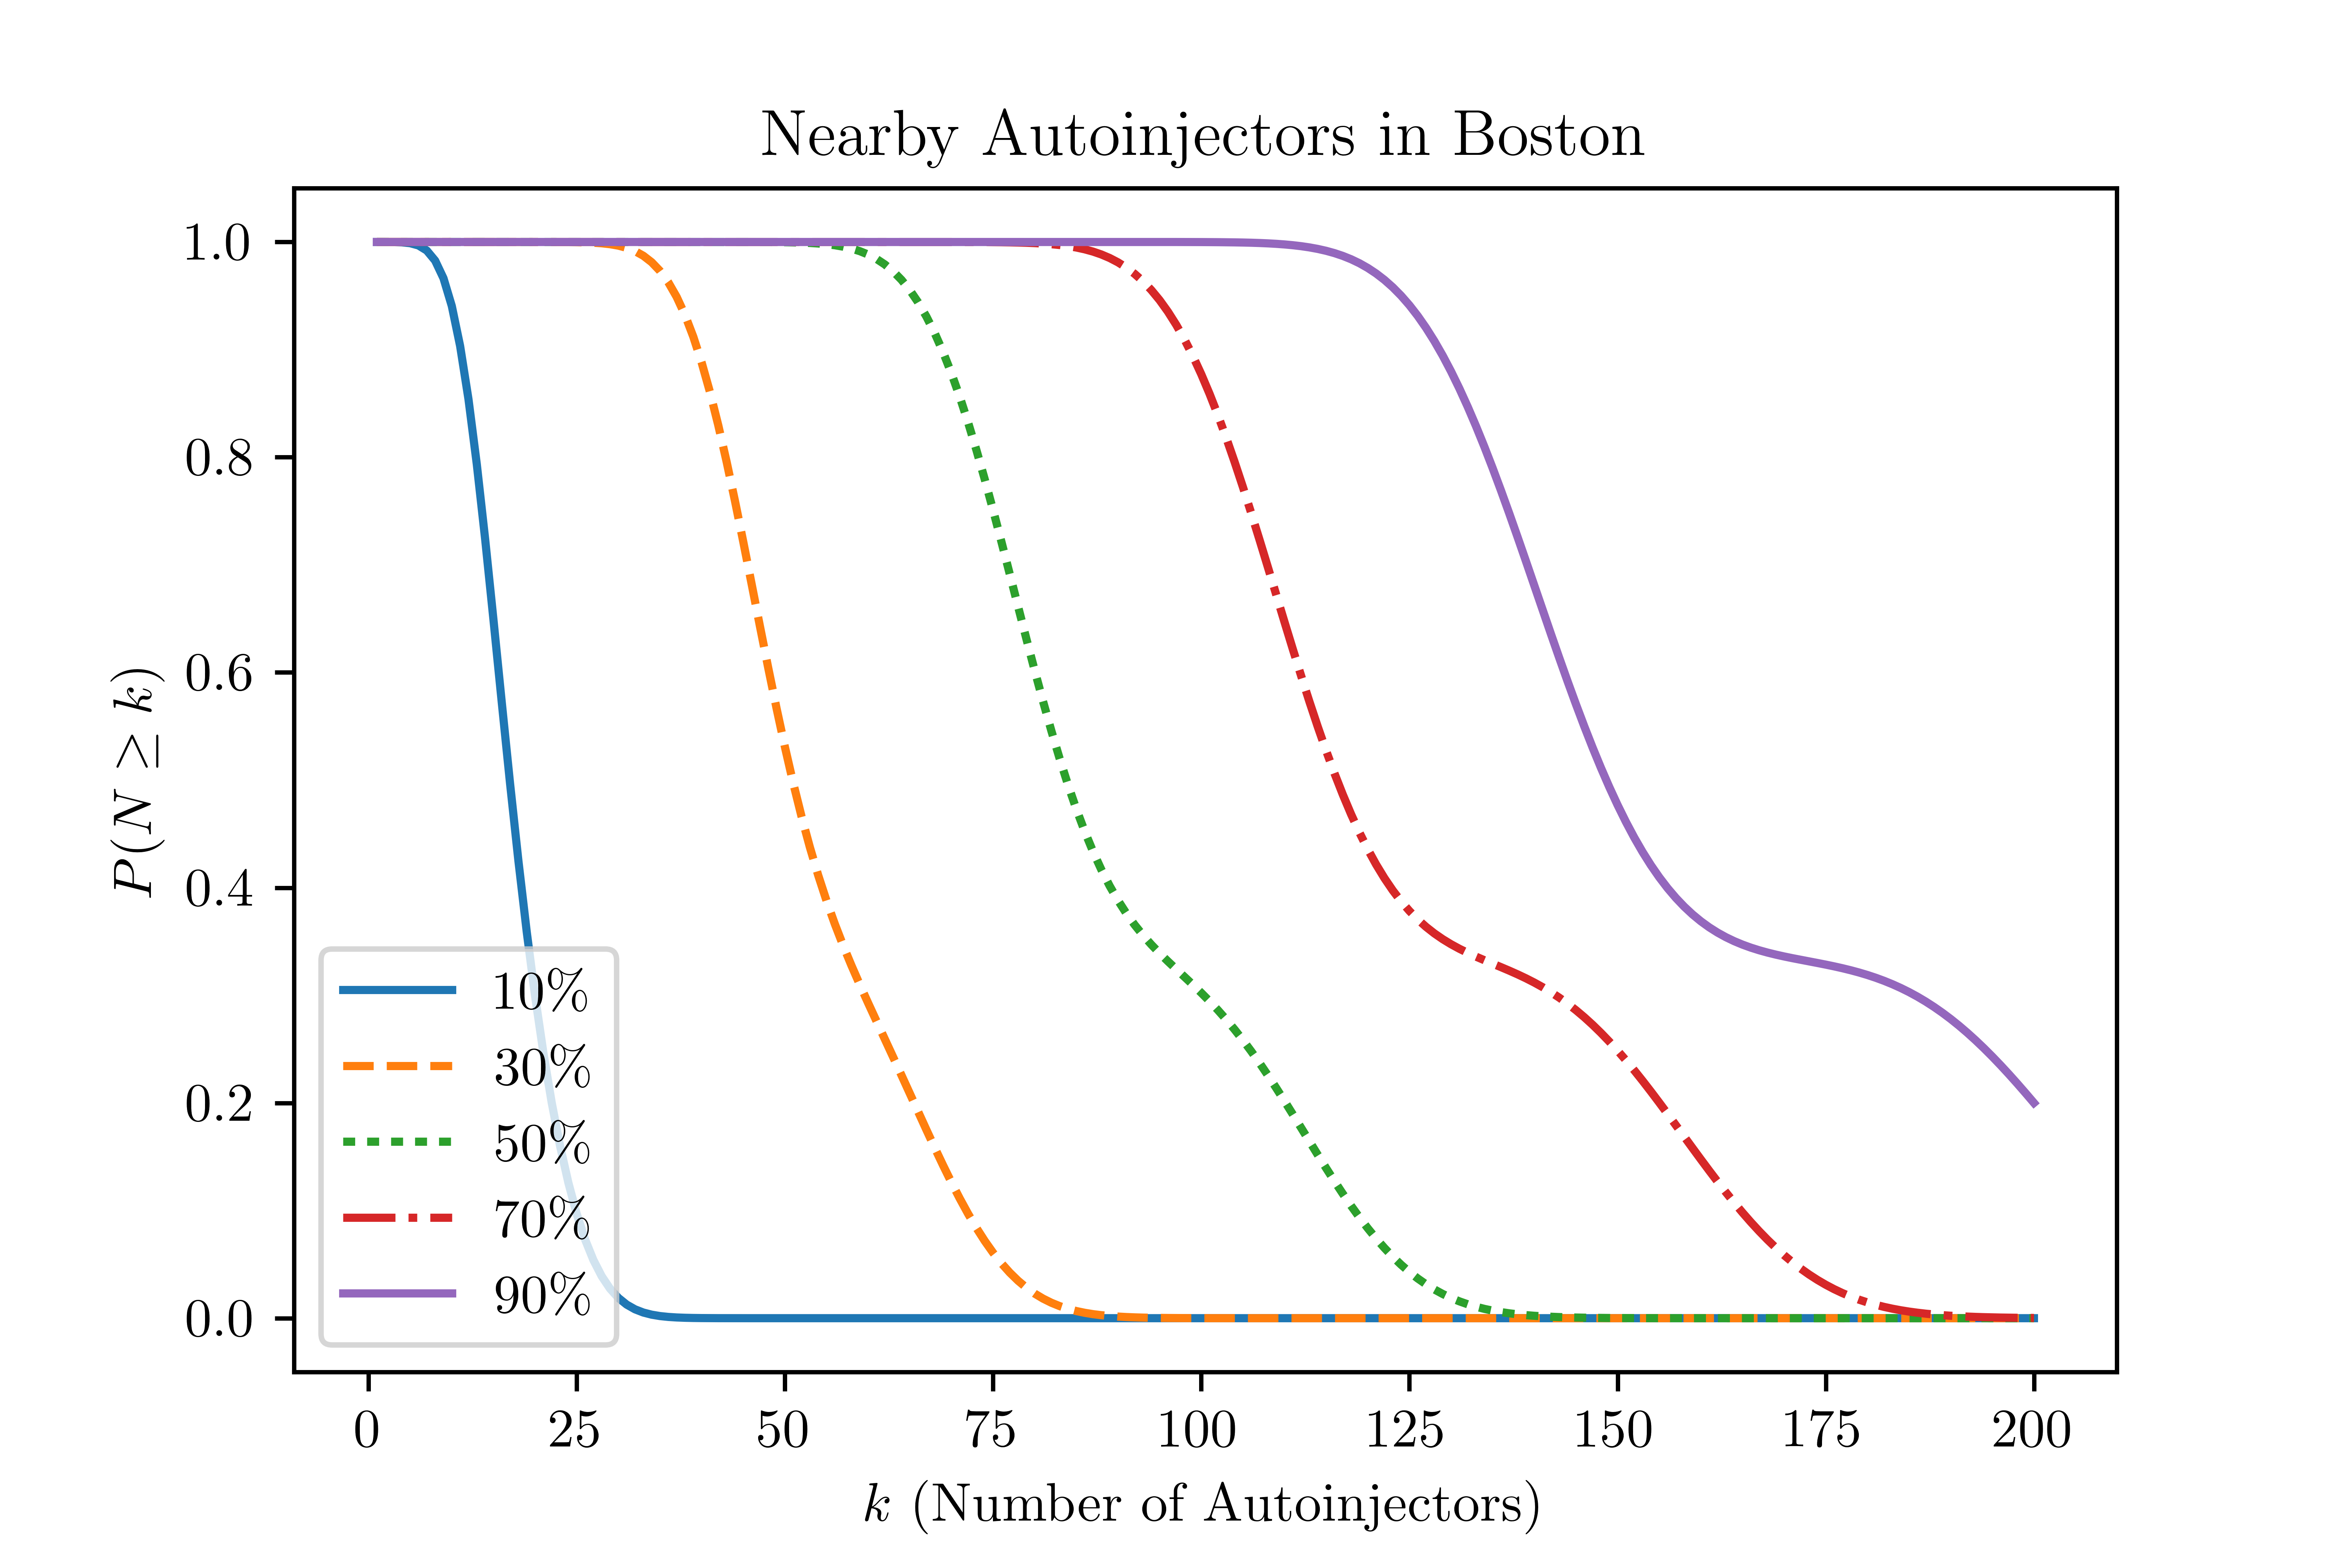 Nearby Autoinjectors in Boston
P(N ≥ k)
1.0
0.8
0.6
0.4
0.2
0.0
10%
30%
50%
70%
90%
0 25 50 75 100 125 150 175 200
k (Number of Autoinjectors)